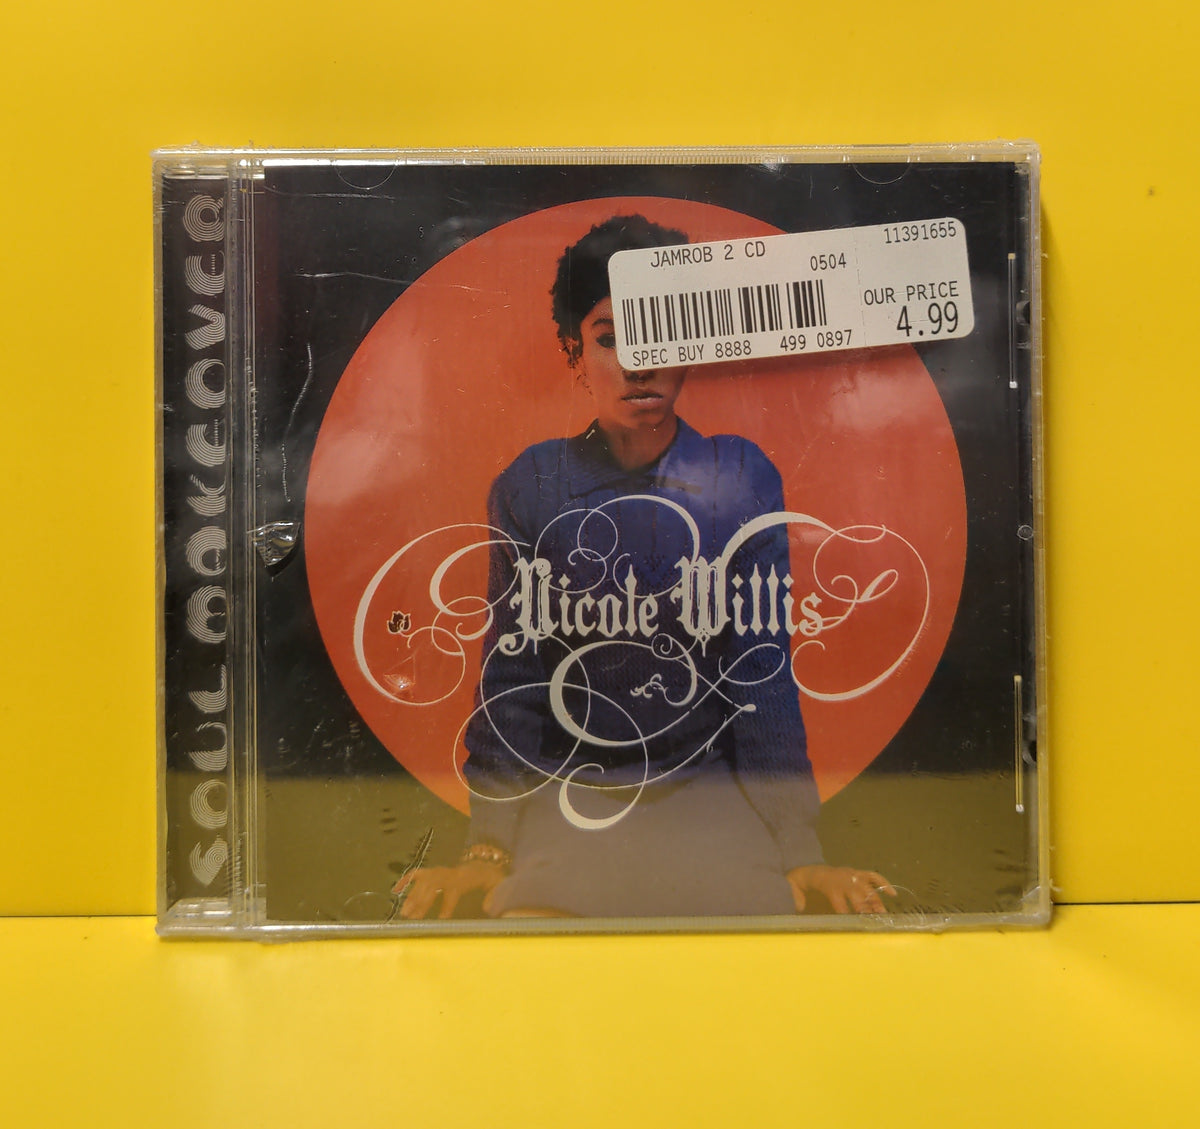 SOUL MAKEOVER
11391655
JAMROB 2 CD
0504
OUR PRICE
4.99
SPEC BUY 8888 499 0897
Nicole Willis